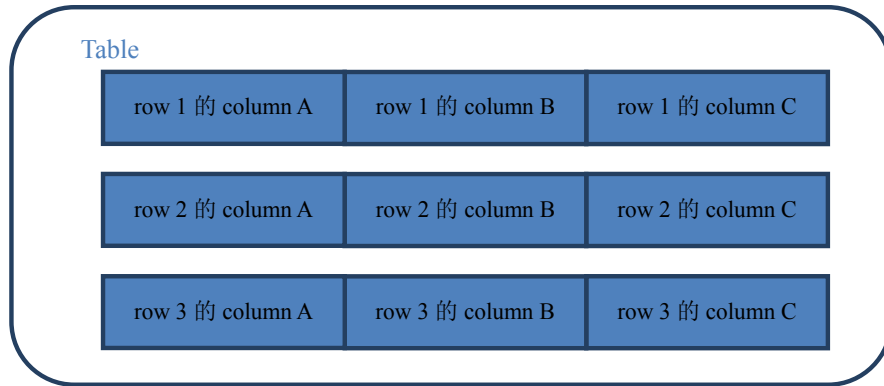 Table
row 1 的 column A row 1 的 column B row 1 的 column C
row 2 的 column A row 2 的 column B row 2 的 column C
row 3 的 column A row 3 的 column B row 3 的 column C